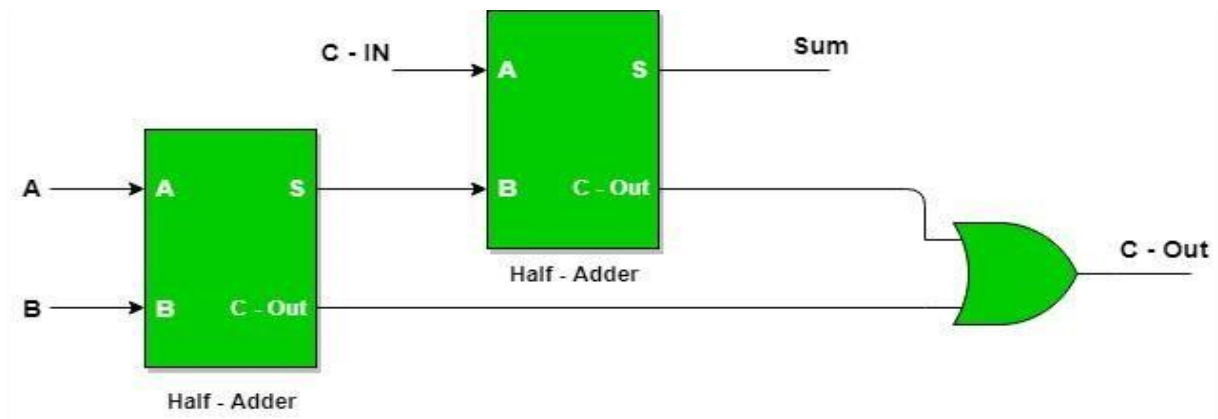 C - IN
A
S
Sum
B
C - Out
Half - Adder
A
A
S
B
B
C - Out
Half - Adder
C - Out